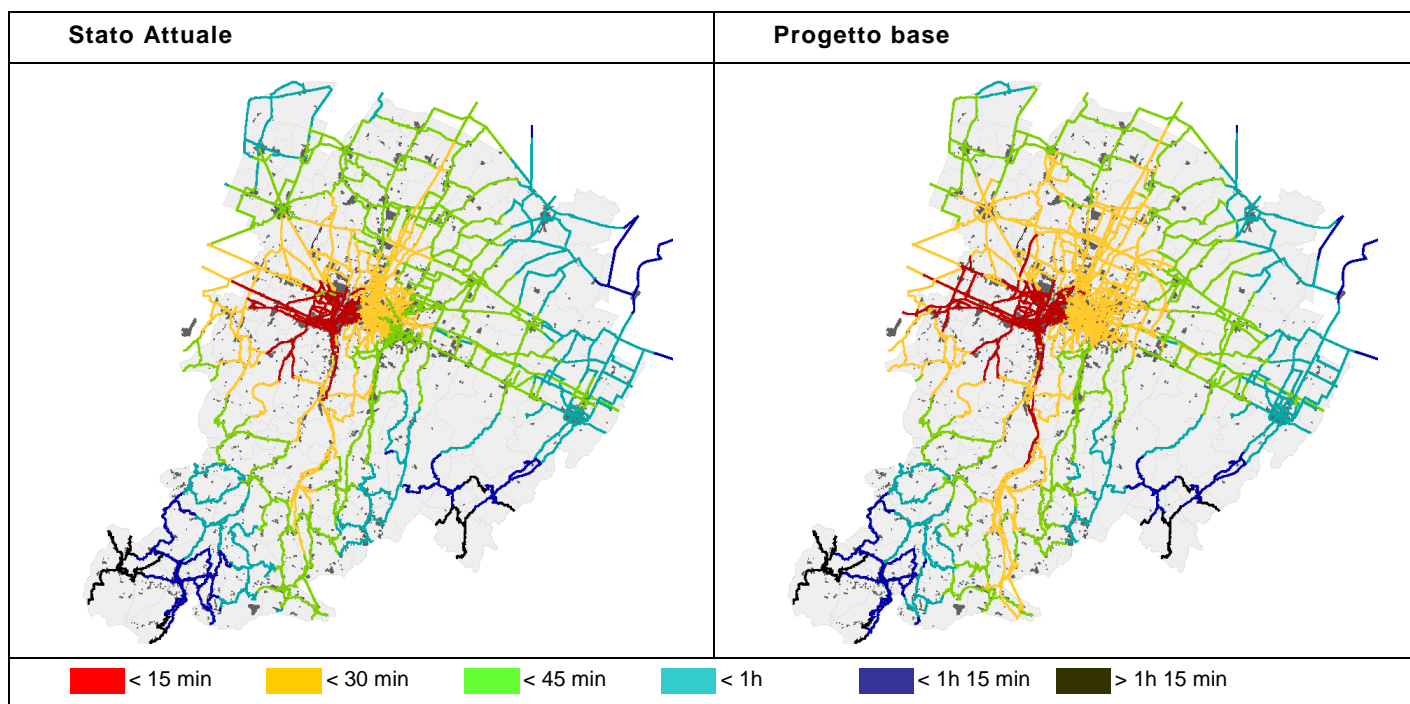 Stato Attuale
Progetto base
< 15 min
< 30 min
< 45 min
< 1h
< 1h 15 min
> 1h 15 min